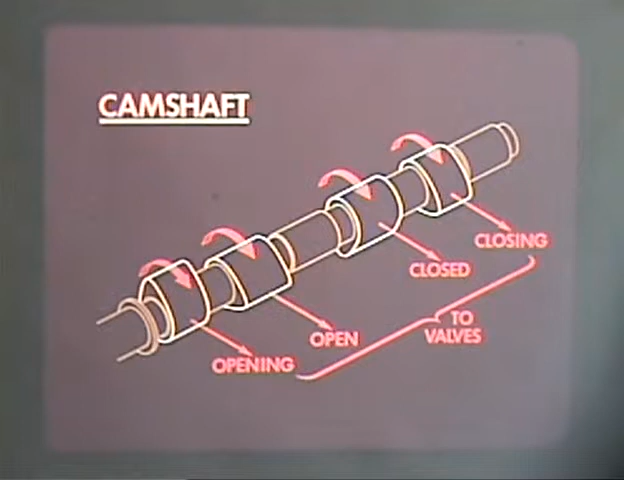 CAMSHAFT
CLOSING
CLOSED
TO
VALVES
OPEN
OPENING